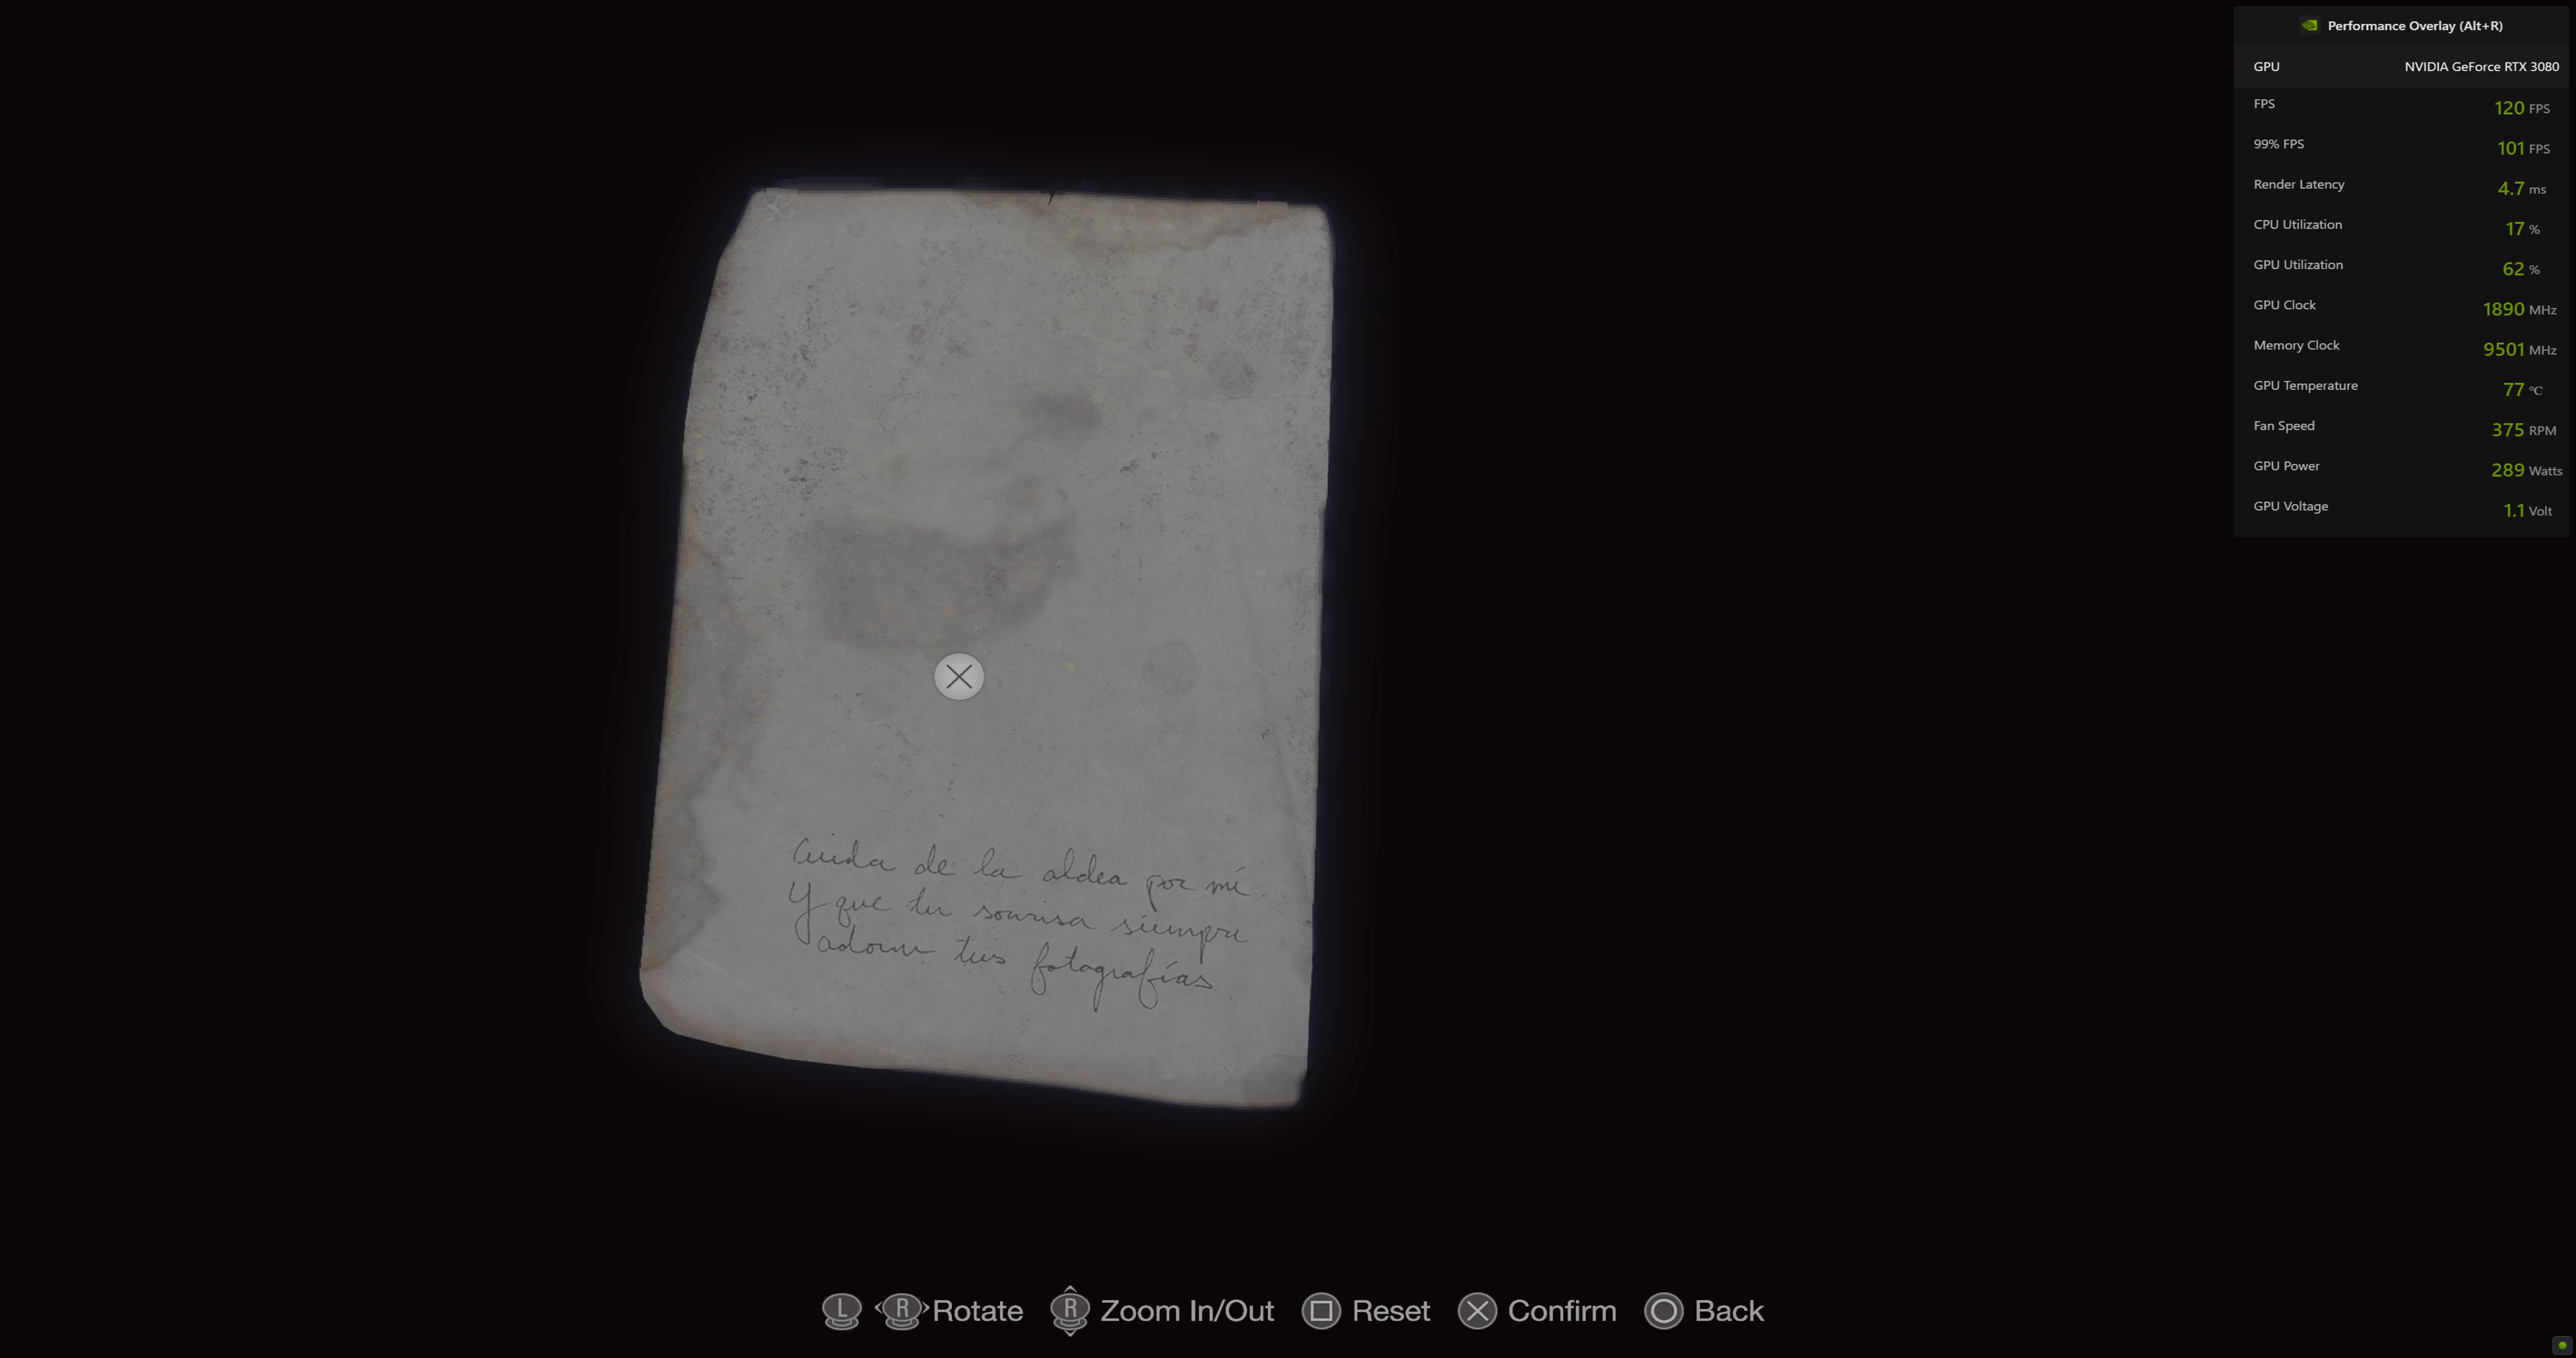 Performance Overlay (Alt+R)
GPU NVIDIA GeForce RTX 3080
FPS 120 FPS
99% FPS 101 FPS
Render Latency 4.7 ms
CPU Utilization 17 %
GPU Utilization 62 %
GPU Clock 1890 MHz
Memory Clock 9501 MHz
GPU Temperature 77 °C
Fan Speed 375 RPM
GPU Power 289 Watts
GPU Voltage 1.1 Volt
Cuida de la aldea por mí.
Y que tu sonrisa siempre
adorne tus fotografías
L R Rotate R Zoom In/Out Reset Confirm Back